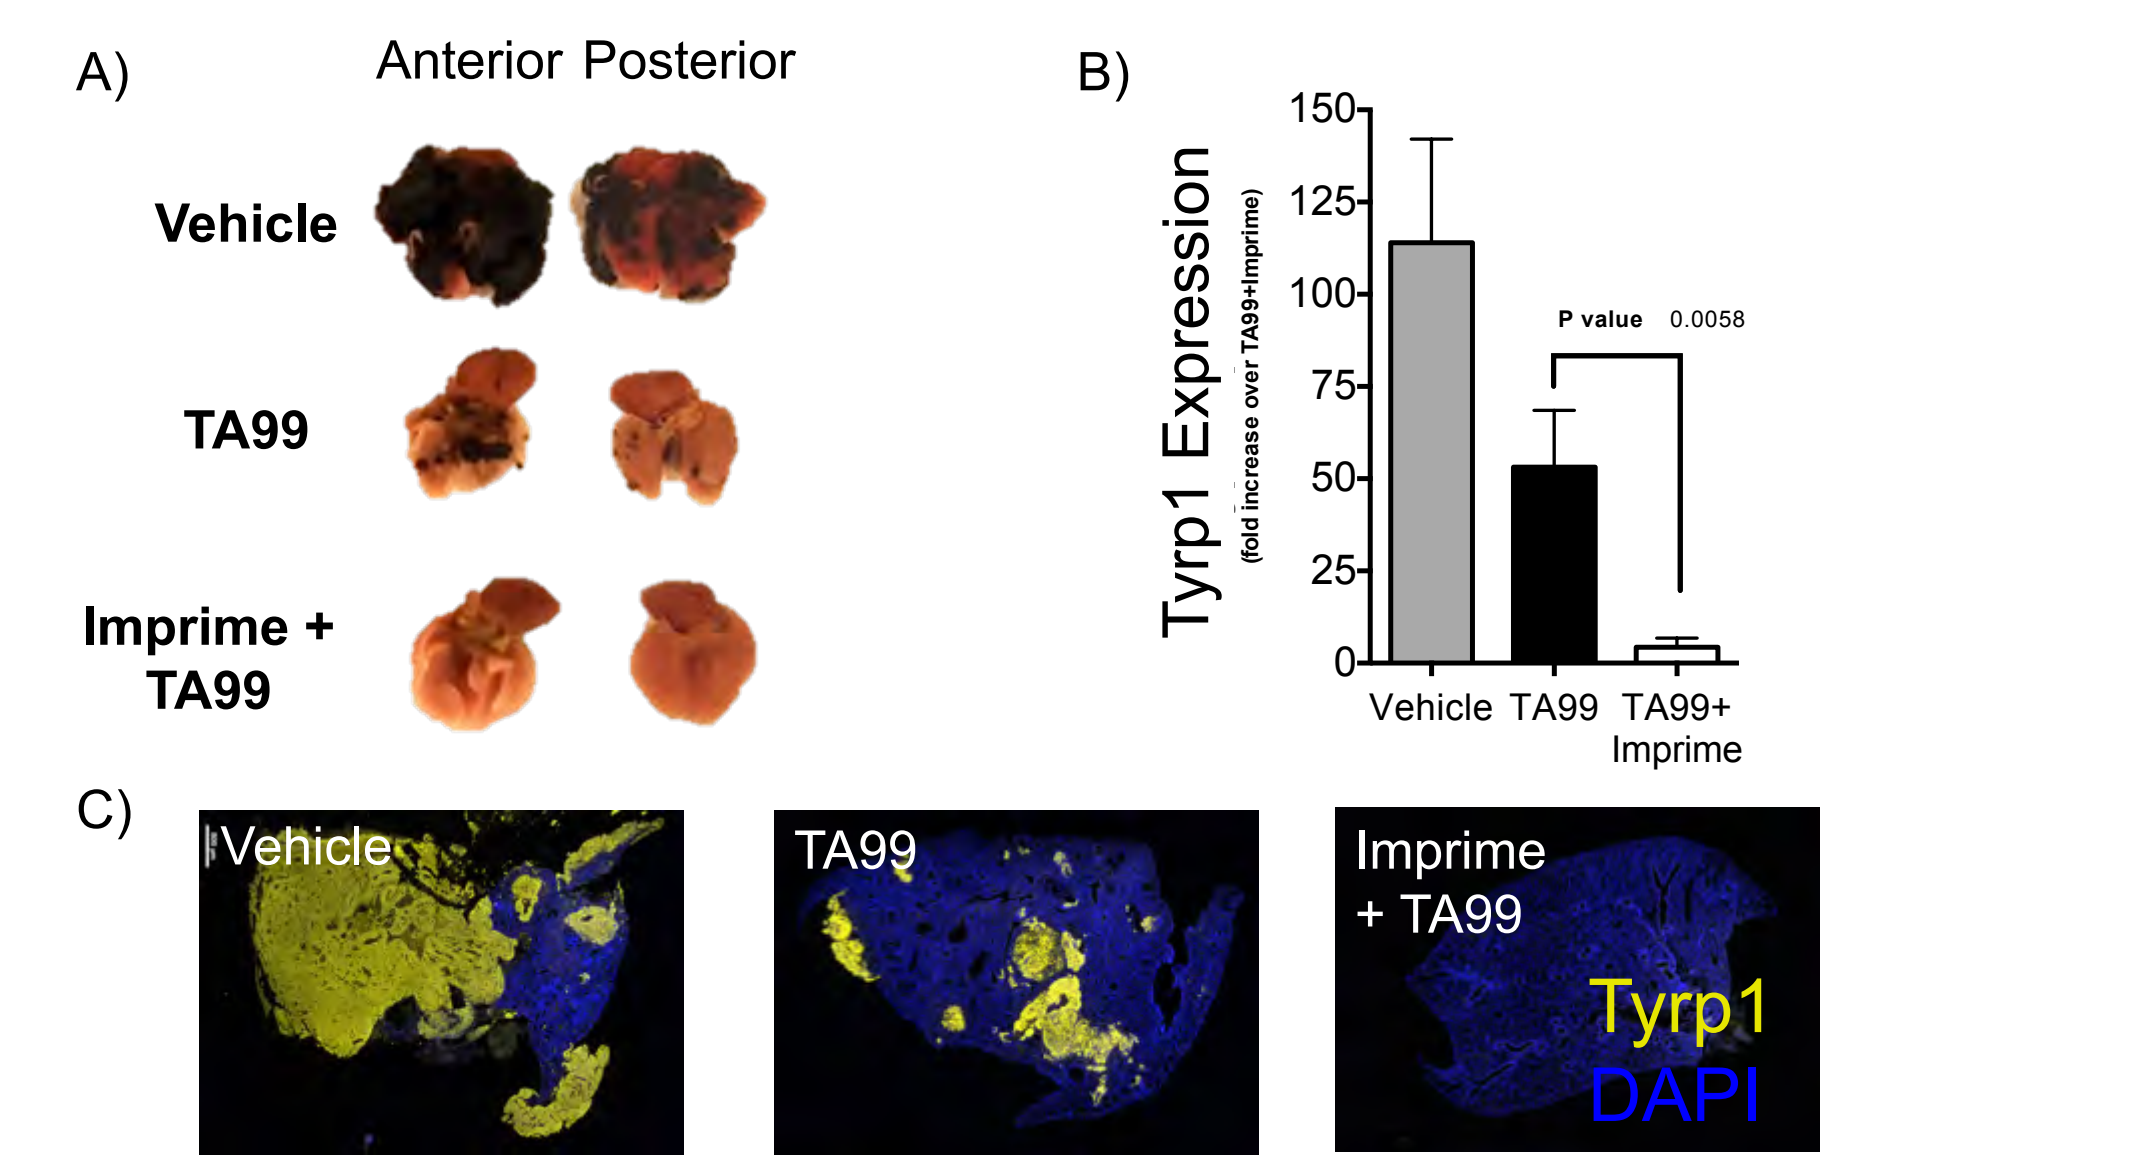 A)
Anterior Posterior
Vehicle
TA99
Imprime +
TA99
B)
Tyrp1 Expression
(fold increase over TA99+Imprime)
150
125
100
75
50
25
0
P value 0.0058
Vehicle TA99 TA99+
Imprime
C)
Vehicle
TA99
Imprime
+ TA99
Tyrp1
DAPI